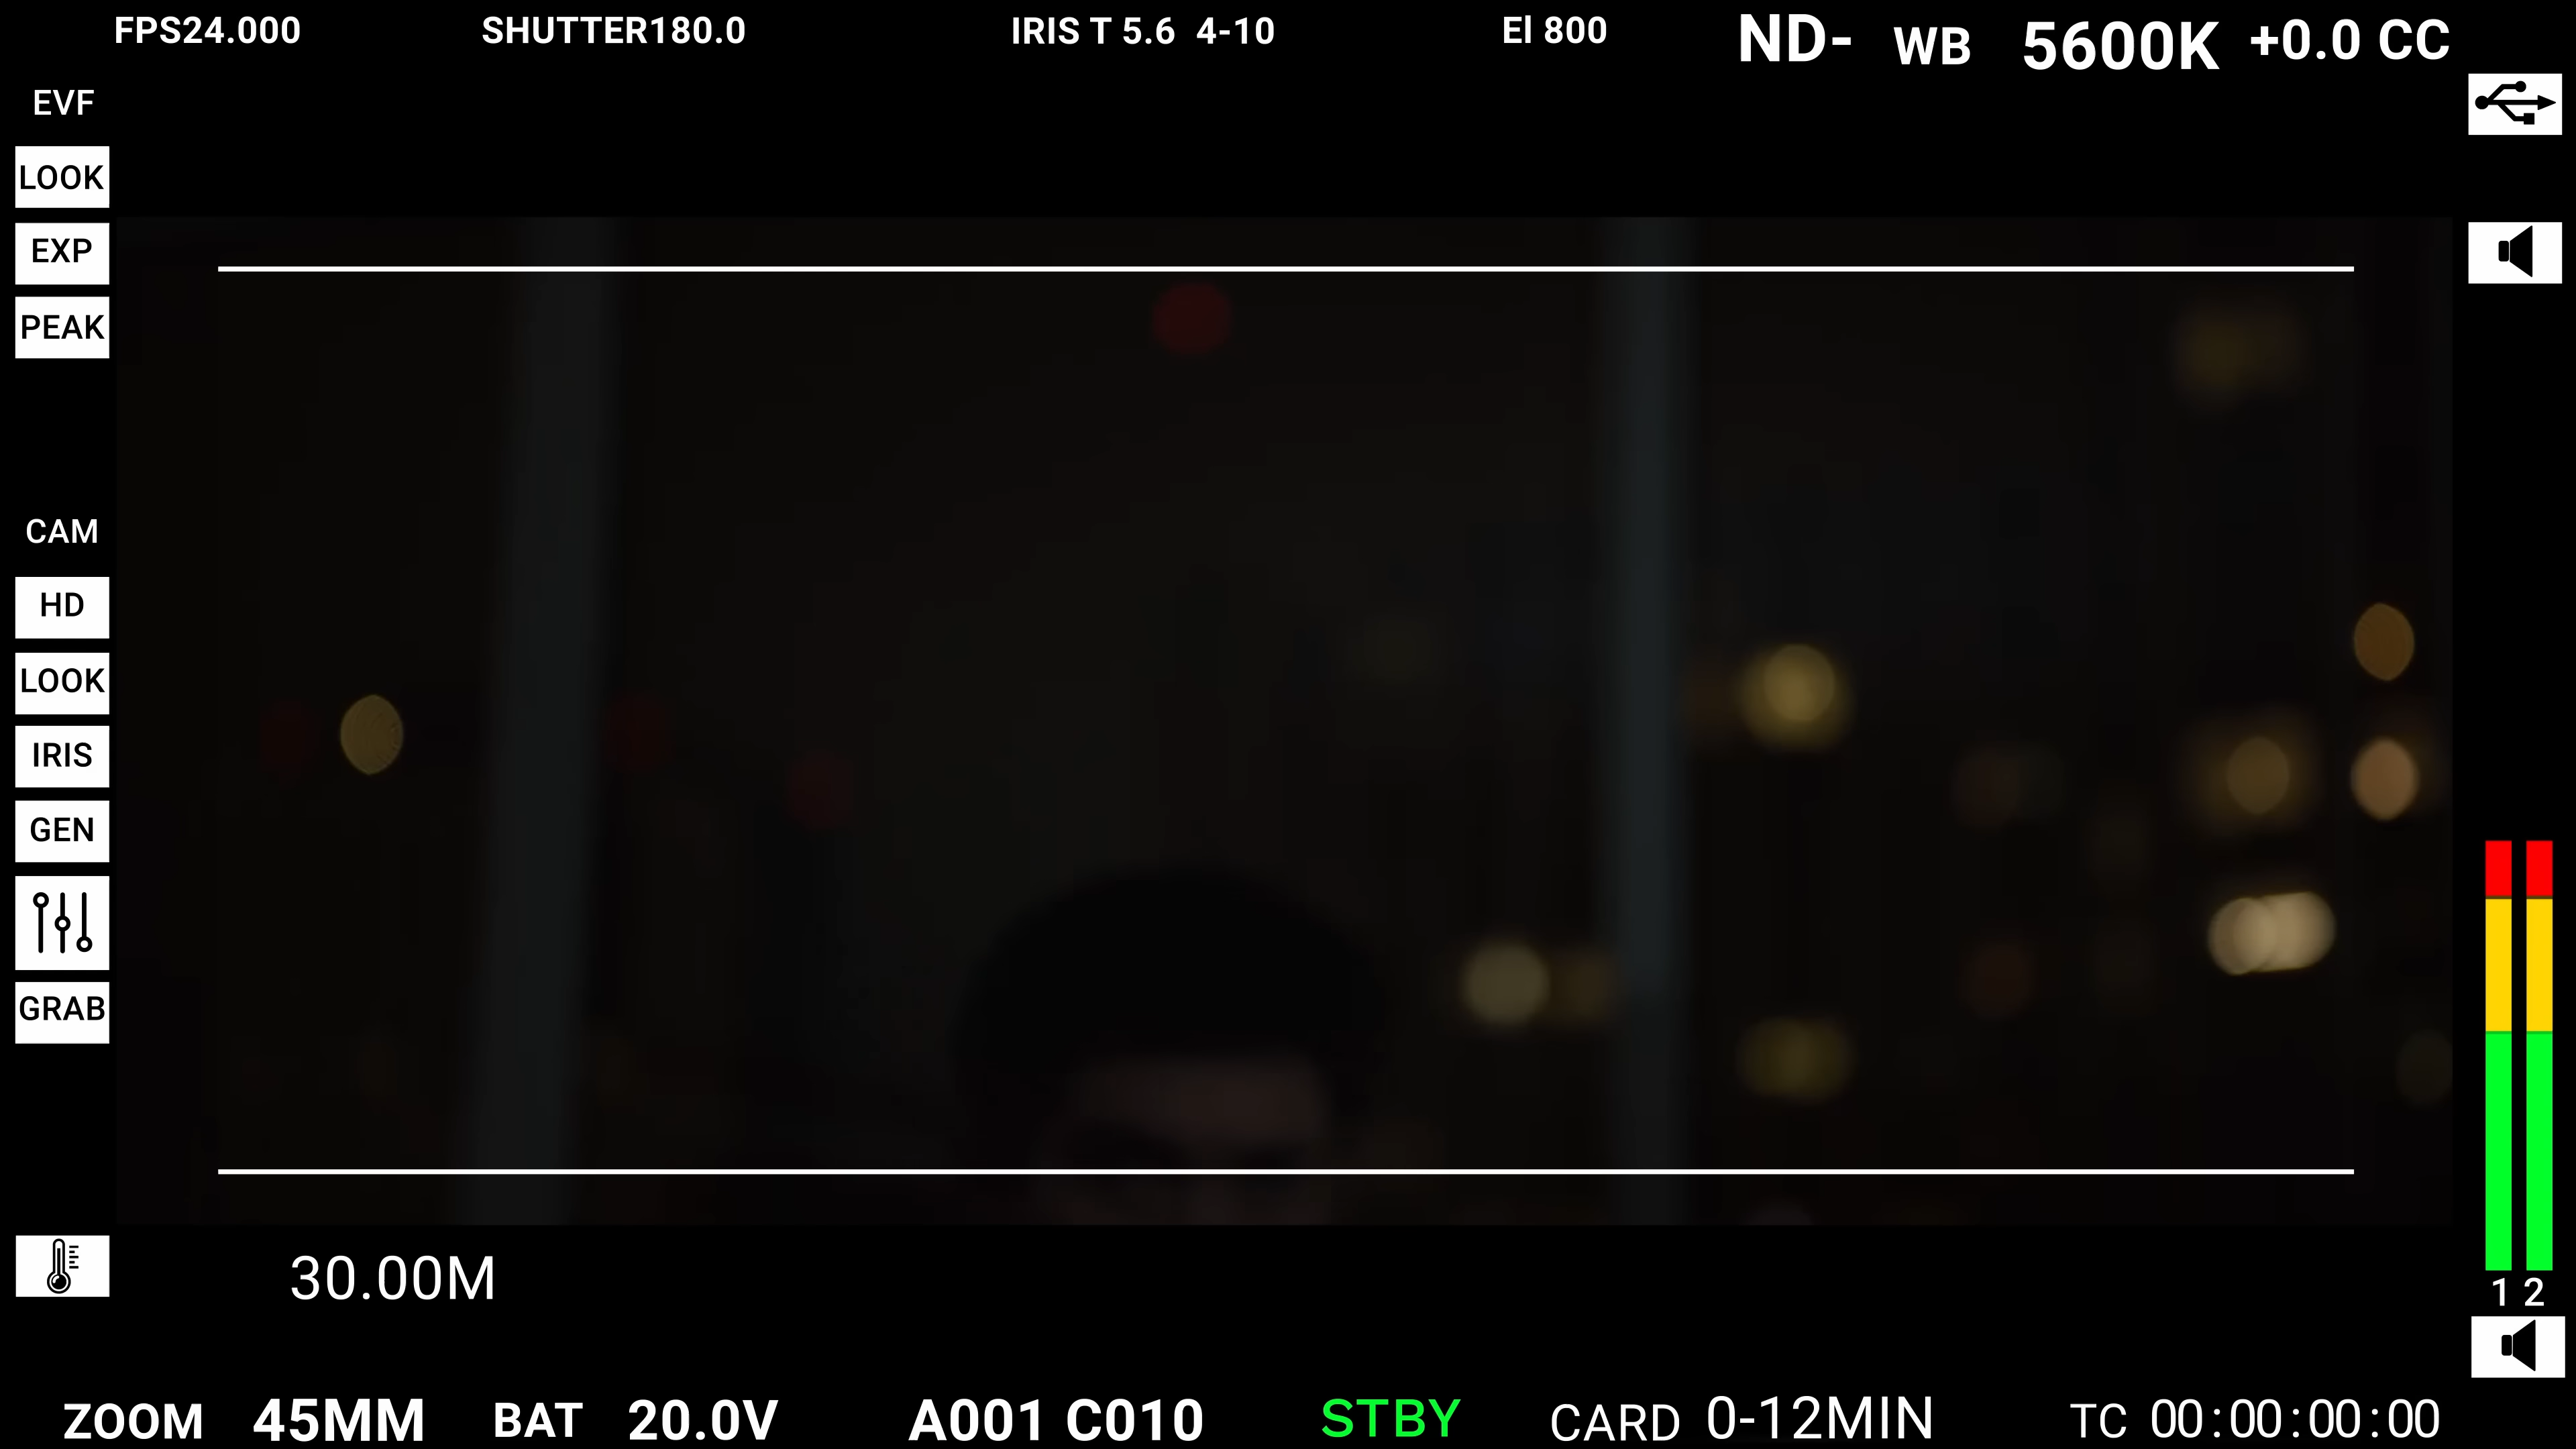 FPS24.000 SHUTTER180.0 IRIS T 5.6 4-10 El 800 ND- WB 5600K +0.0 CC
EVF
LOOK
EXP
PEAK
CAM
HD
LOOK
IRIS
GEN
GRAB
1 2
30.00M
ZOOM 45MM BAT 20.0V A001 C010 STBY CARD 0-12MIN TC 00:00:00:00